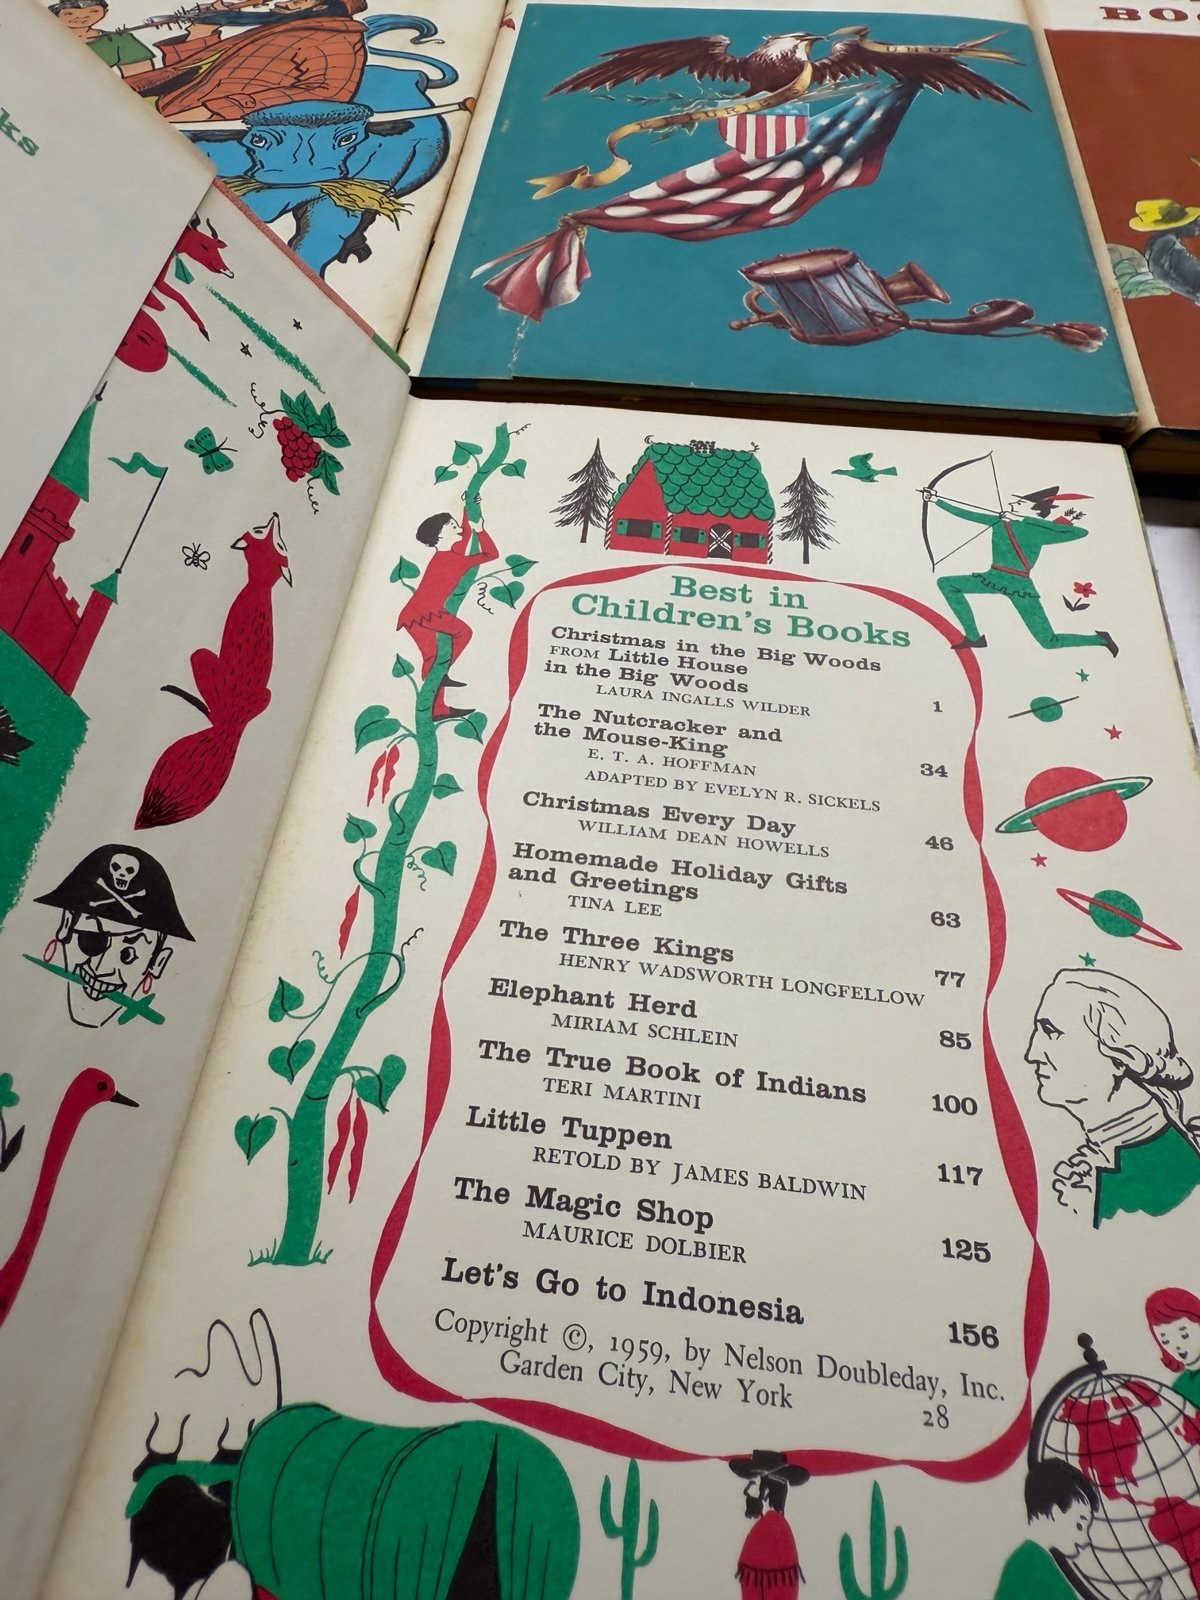 ks
BO
UNUM
PLURIB
Best in
Children's Books
Christmas in the Big Woods
FROM Little House
in the Big Woods
LAURA INGALLS WILDER 1
The Nutcracker and
the Mouse-King
E. T. A. HOFFMAN 34
ADAPTED BY EVELYN R. SICKELS
Christmas Every Day
WILLIAM DEAN HOWELLS 46
Homemade Holiday Gifts
and Greetings
TINA LEE 63
The Three Kings
HENRY WADSWORTH LONGFELLOW 77
Elephant Herd
MIRIAM SCHLEIN 85
The True Book of Indians
TERI MARTINI 100
Little Tuppen
RETOLD BY JAMES BALDWIN 117
The Magic Shop
MAURICE DOLBIER 125
Let's Go to Indonesia 156
Copyright ©, 1959, by Nelson Doubleday, Inc.
Garden City, New York
28